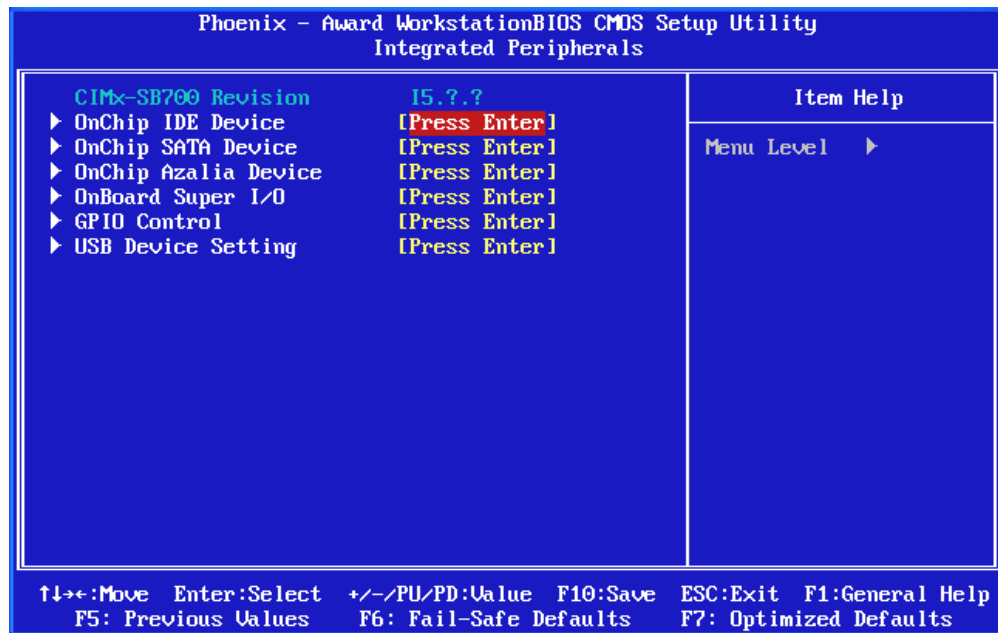 Phoenix - Award WorkstationBIOS CMOS Setup Utility
Integrated Peripherals
CIMx-SB700 Revision I5.?.?
▶ OnChip IDE Device [Press Enter]
▶ OnChip SATA Device [Press Enter]
▶ OnChip Azalia Device [Press Enter]
▶ OnBoard Super I/O [Press Enter]
▶ GPIO Control [Press Enter]
▶ USB Device Setting [Press Enter]
Item Help
Menu Level ▶
↑↓→←:Move Enter:Select +/-/PU/PD:Value F10:Save ESC:Exit F1:General Help
F5: Previous Values F6: Fail-Safe Defaults F7: Optimized Defaults